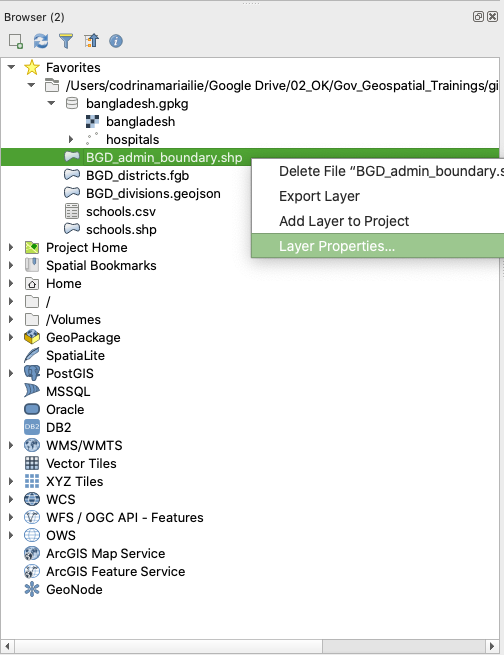 Browser (2)
Favorites
/Users/codrinamariailie/Google Drive/02_OK/Gov_Geospatial_Trainings/gi
bangladesh.gpkg
bangladesh
hospitals
BGD_admin_boundary.shp
BGD_districts.fgb
BGD_divisions.geojson
schools.csv
schools.shp
Delete File “BGD_admin_boundary.s
Export Layer
Add Layer to Project
Layer Properties...
Project Home
Spatial Bookmarks
Home
/
/Volumes
GeoPackage
SpatiaLite
PostGIS
MSSQL
Oracle
DB2
DB2
WMS/WMTS
Vector Tiles
XYZ Tiles
WCS
WFS / OGC API - Features
OWS
ArcGIS Map Service
ArcGIS Feature Service
GeoNode